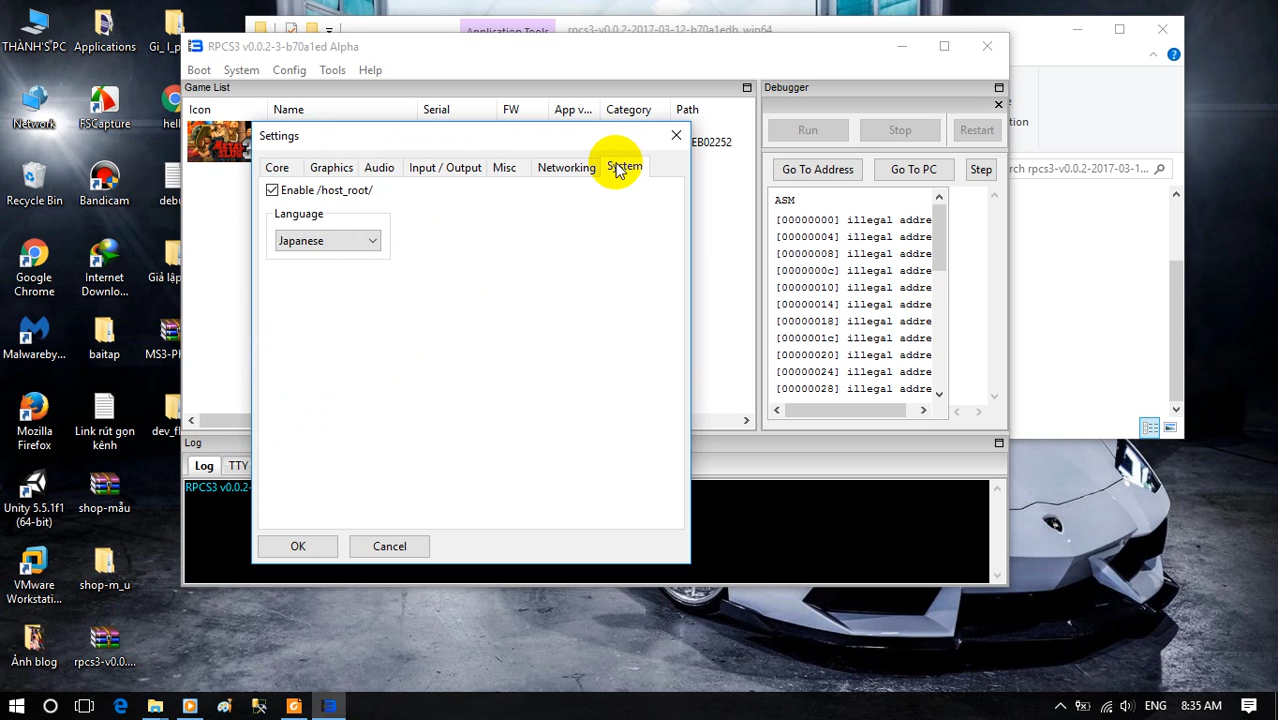 THÀNH'S PC
Applications
Gi_ l_p
Network
FSCapture
hell
Recycle Bin
Bandicam
debu
Google
Chrome
Internet
Downlo...
Giả lập
Malwareby...
baitap
MS3-Ph
Mozilla
Firefox
Link rút gọn
kênh
dev_fl
Unity 5.5.1f1
(64-bit)
shop-mẫu
VMware
Workstati...
shop-m_u
Ảnh blog
rpcs3-v0.0....
Application Tools
rpcs3-v0.0.2-2017-03-12-b70a1edb_win64
rch rpcs3-v0.0.2-2017-03-1...
RPCS3 v0.0.2-3-b70a1ed Alpha
Boot System Config Tools Help
Game List
Icon Name Serial FW App v... Category Path
METAL SLUG
EB02252
Debugger
Run Stop Restart
Go To Address Go To PC Step
ASM
[00000000] illegal addre
[00000004] illegal addre
[00000008] illegal addre
[0000000c] illegal addre
[00000010] illegal addre
[00000014] illegal addre
[00000018] illegal addre
[0000001c] illegal addre
[00000020] illegal addre
[00000024] illegal addre
[00000028] illegal addre
Settings
Core Graphics Audio Input / Output Misc Networking System
Enable /host_root/
Language
Japanese
OK Cancel
Log
Log TTY
RPCS3 v0.0.2-
ENG 8:35 AM